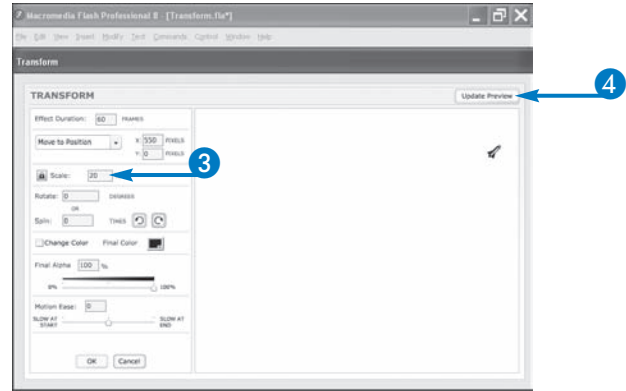 Macromedia Flash Professional 8 - [Transform.fla*]
File Edit View Insert Modify Text Commands Control Window Help
Transform
TRANSFORM
Update Preview
4
Effect Duration: 60 FRAMES
Move to Position X: 550 PIXELS
Y: 0 PIXELS
3
Scale: 20
Rotate: 0 DEGREES
OR
Spin: 0 TIMES
Change Color Final Color
Final Alpha 100 %
0% 100%
Motion Ease: 0
SLOW AT START SLOW AT END
OK Cancel